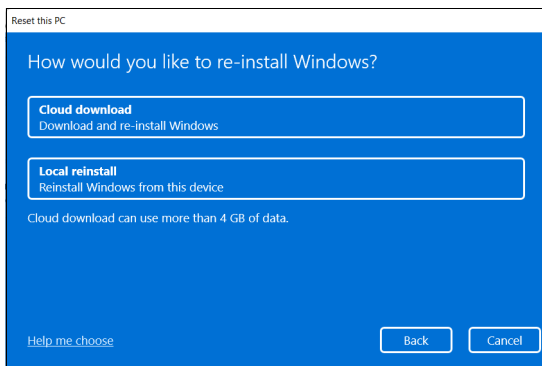 Reset this PC
How would you like to re-install Windows?
Cloud download
Download and re-install Windows
Local reinstall
Reinstall Windows from this device
Cloud download can use more than 4 GB of data.
Help me choose
Back
Cancel